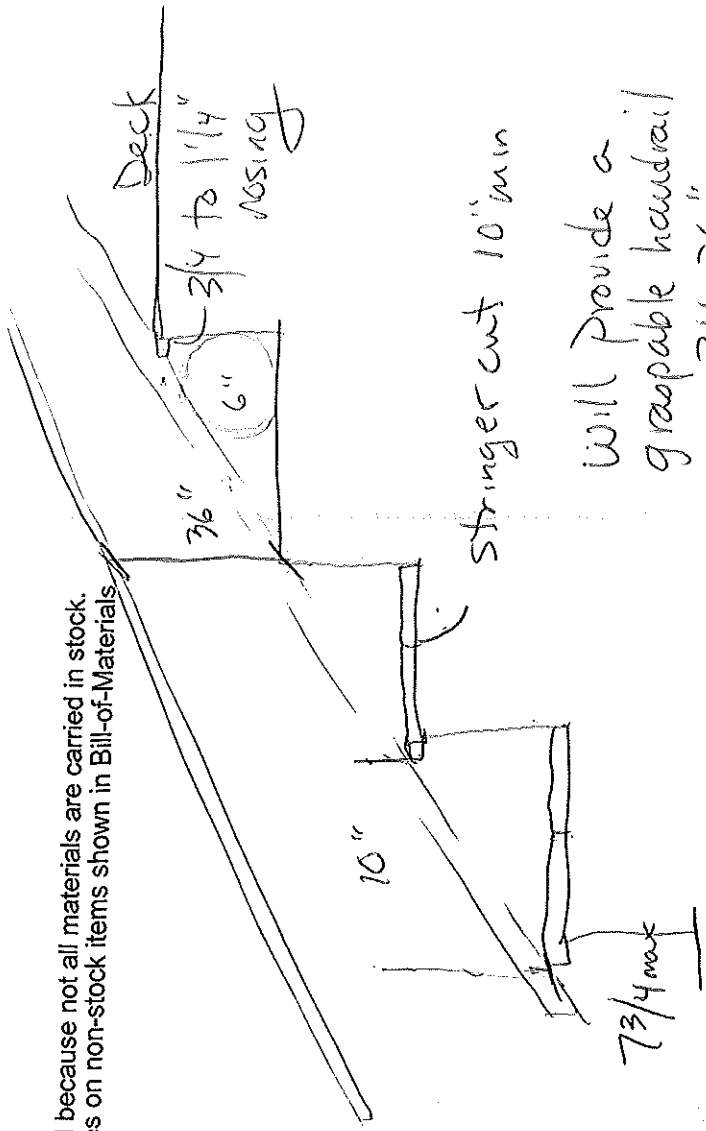 because not all materials are carried in stock.
s on non-stock items shown in Bill-of-Materials
Deck
3/4 to 1 1/4"
nosing
36"
6"
10"
stringer cut 10" min
7 3/4 max
Will Provide a
graspable handrail